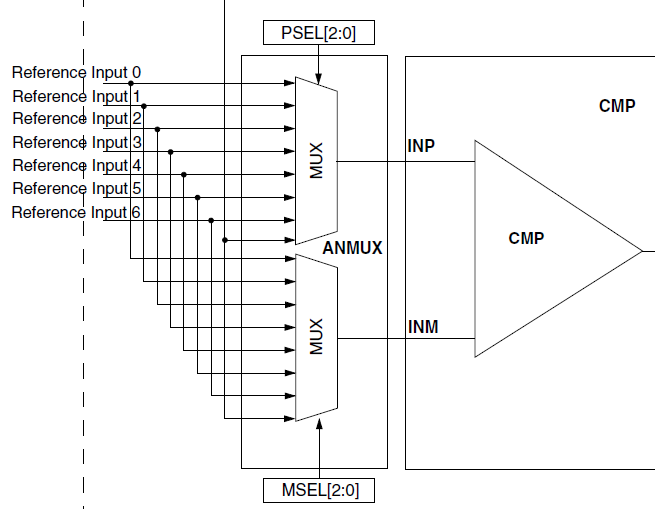 PSEL[2:0]
Reference Input 0
Reference Input 1
Reference Input 2
Reference Input 3
Reference Input 4
Reference Input 5
Reference Input 6
MUX
INP
CMP
CMP
ANMUX
MUX
INM
MSEL[2:0]